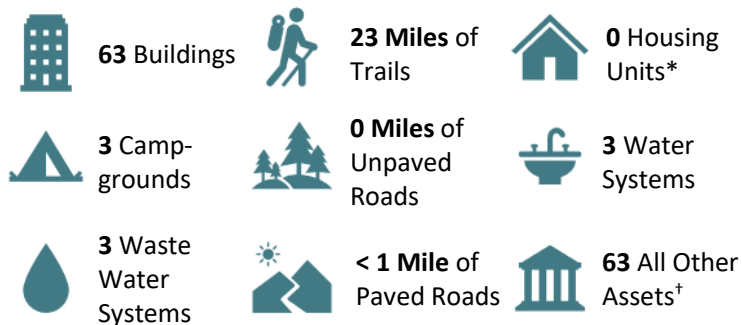 63 Buildings
23 Miles of
Trails
0 Housing
Units*
3 Camp-
grounds
0 Miles of
Unpaved
Roads
3 Water
Systems
3 Waste
Water
Systems
< 1 Mile of
Paved Roads
63 All Other
Assets†